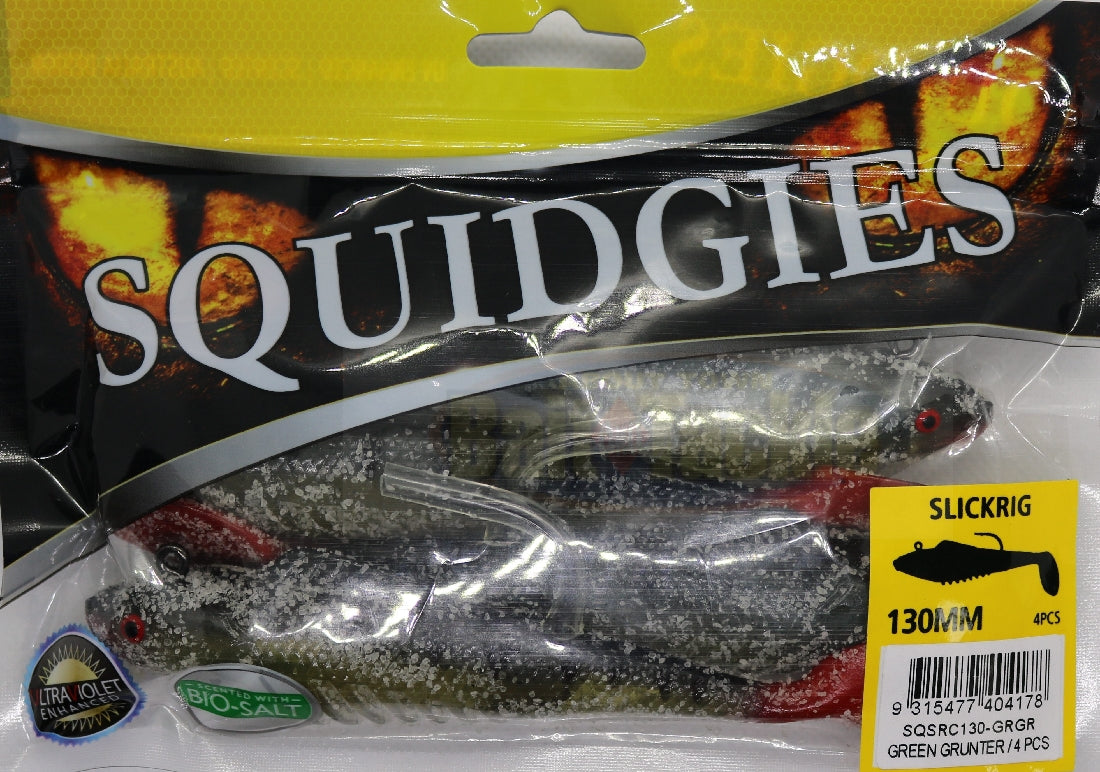 SQUIDGIES
SLICKRIG
130MM 4PCS
9 315477 404178
SQSRC130-GRGR
GREEN GRUNTER / 4 PCS
ULTRAVIOLET
ENHANCED
SCENTED WITH
BIO-SALT